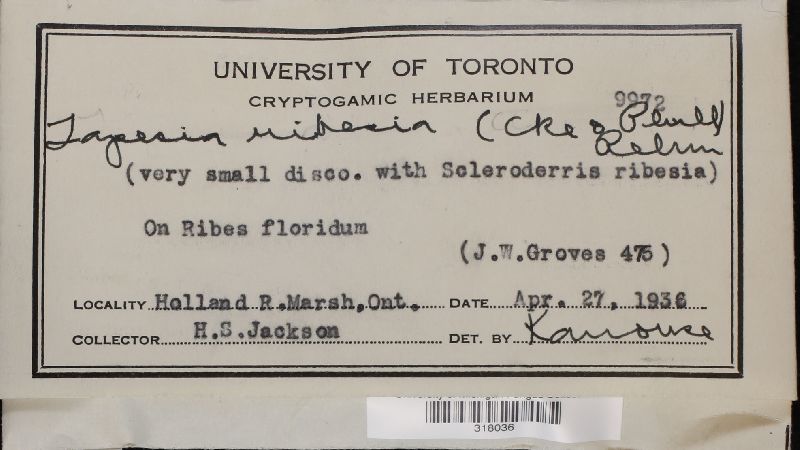 UNIVERSITY OF TORONTO
CRYPTOGAMIC HERBARIUM
9972
Tapesia ribesia (Cke & Phill)
Rehm
(very small disco. with Scleroderris ribesia)
On Ribes floridum
(J.W.Groves 475)
LOCALITY Holland R.Marsh,Ont. DATE Apr. 27, 1936
COLLECTOR H.S.Jackson DET. BY Kanouse
318036